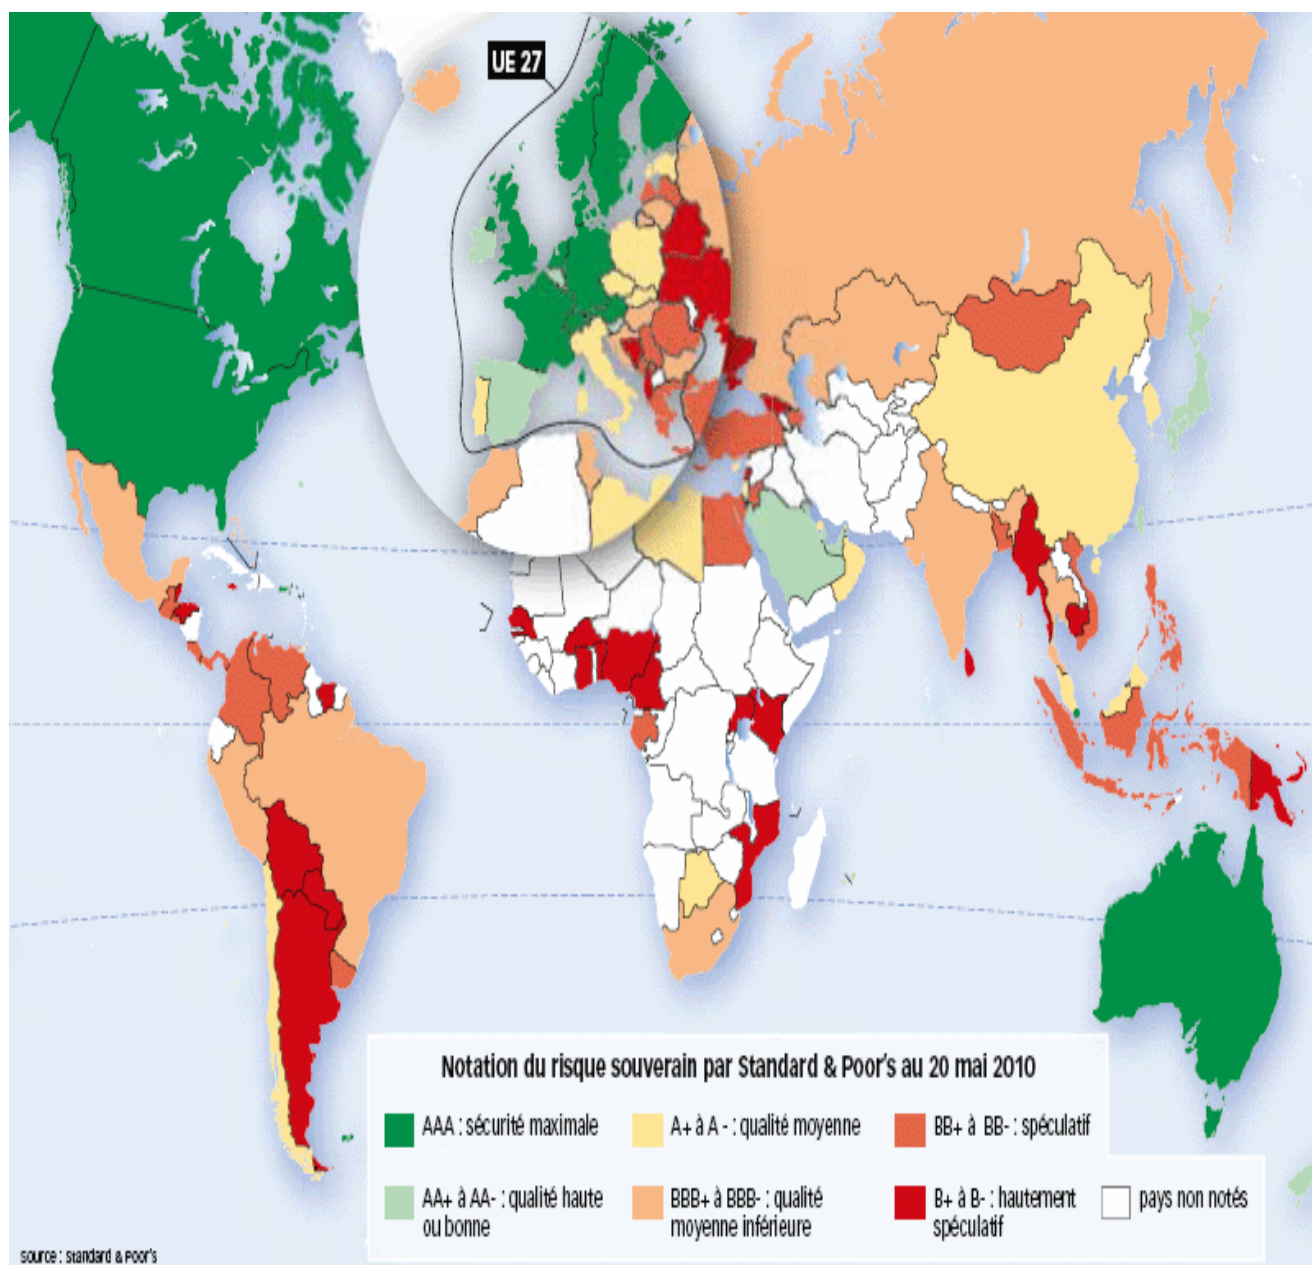 UE 27
Notation du risque souverain par Standard & Poor's au 20 mai 2010
AAA : sécurité maximale
A+ à A - : qualité moyenne
BB+ à BB- : spéculatif
AA+ à AA- : qualité haute
ou bonne
BBB+ à BBB- : qualité
moyenne inférieure
B+ à B- : hautement
spéculatif
pays non notés
source : Standard & Poor's